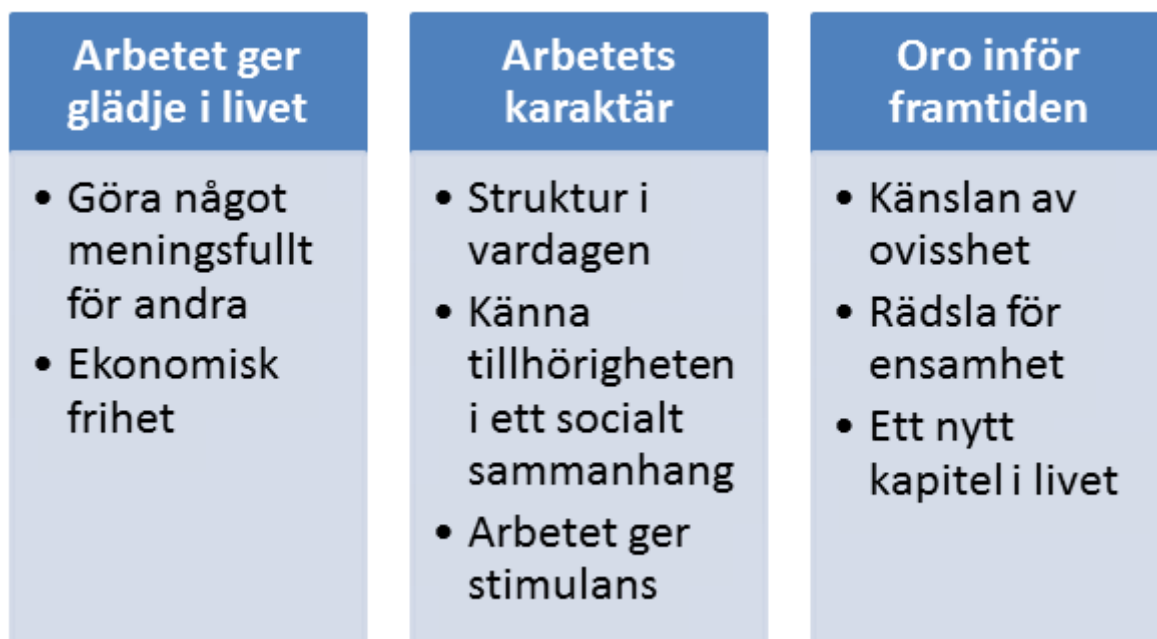 Arbetet ger
glädje i livet
• Göra något
meningsfullt
för andra
• Ekonomisk
frihet
Arbetets
karaktär
• Struktur i
vardagen
• Känna
tillhörigheten
i ett socialt
sammanhang
• Arbetet ger
stimulans
Oro inför
framtiden
• Känslan av
ovisshet
• Rädsla för
ensamhet
• Ett nytt
kapitel i livet